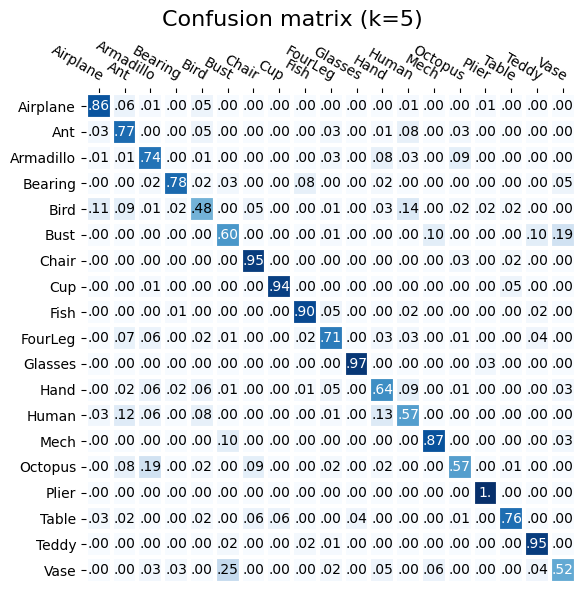 Confusion matrix (k=5)
Airplane Ant Armadillo Bearing Bird Bust Chair Cup Fish FourLeg Glasses Hand Human Mech Octopus Plier Table Teddy Vase
Airplane .86 .06 .01 .00 .05 .00 .00 .00 .00 .00 .00 .00 .01 .00 .00 .01 .00 .00 .00
Ant .03 .77 .00 .00 .05 .00 .00 .00 .00 .03 .00 .01 .08 .00 .03 .00 .00 .00 .00
Armadillo .01 .01 .74 .00 .01 .00 .00 .00 .00 .03 .00 .08 .03 .00 .09 .00 .00 .00 .00
Bearing .00 .00 .02 .78 .02 .03 .00 .00 .08 .00 .00 .02 .00 .00 .00 .00 .00 .00 .05
Bird .11 .09 .01 .02 .48 .00 .05 .00 .00 .01 .00 .03 .14 .00 .02 .02 .02 .00 .00
Bust .00 .00 .00 .00 .00 .60 .00 .00 .00 .01 .00 .00 .00 .10 .00 .00 .00 .10 .19
Chair .00 .00 .00 .00 .00 .00 .95 .00 .00 .00 .00 .00 .00 .00 .03 .00 .02 .00 .00
Cup .00 .00 .01 .00 .00 .00 .00 .94 .00 .00 .00 .00 .00 .00 .00 .00 .05 .00 .00
Fish .00 .00 .00 .01 .00 .00 .00 .00 .90 .05 .00 .00 .02 .00 .00 .00 .00 .02 .00
FourLeg .00 .07 .06 .00 .02 .01 .00 .00 .02 .71 .00 .03 .03 .00 .01 .00 .00 .04 .00
Glasses .00 .00 .00 .00 .00 .00 .00 .00 .00 .00 .97 .00 .00 .00 .00 .03 .00 .00 .00
Hand .00 .02 .06 .02 .06 .01 .00 .00 .01 .05 .00 .64 .09 .00 .01 .00 .00 .00 .03
Human .03 .12 .06 .00 .08 .00 .00 .00 .00 .01 .00 .13 .57 .00 .00 .00 .00 .00 .00
Mech .00 .00 .00 .00 .00 .10 .00 .00 .00 .00 .00 .00 .00 .87 .00 .00 .00 .00 .03
Octopus .00 .08 .19 .00 .02 .00 .09 .00 .00 .02 .00 .02 .00 .00 .57 .00 .01 .00 .00
Plier .00 .00 .00 .00 .00 .00 .00 .00 .00 .00 .00 .00 .00 .00 .00 1. .00 .00 .00
Table .03 .02 .00 .00 .02 .00 .06 .06 .00 .00 .04 .00 .00 .00 .01 .00 .76 .00 .00
Teddy .00 .00 .00 .00 .00 .02 .00 .00 .02 .01 .00 .00 .00 .00 .00 .00 .00 .95 .00
Vase .00 .00 .03 .03 .00 .25 .00 .00 .00 .02 .00 .05 .00 .06 .00 .00 .00 .04 .52